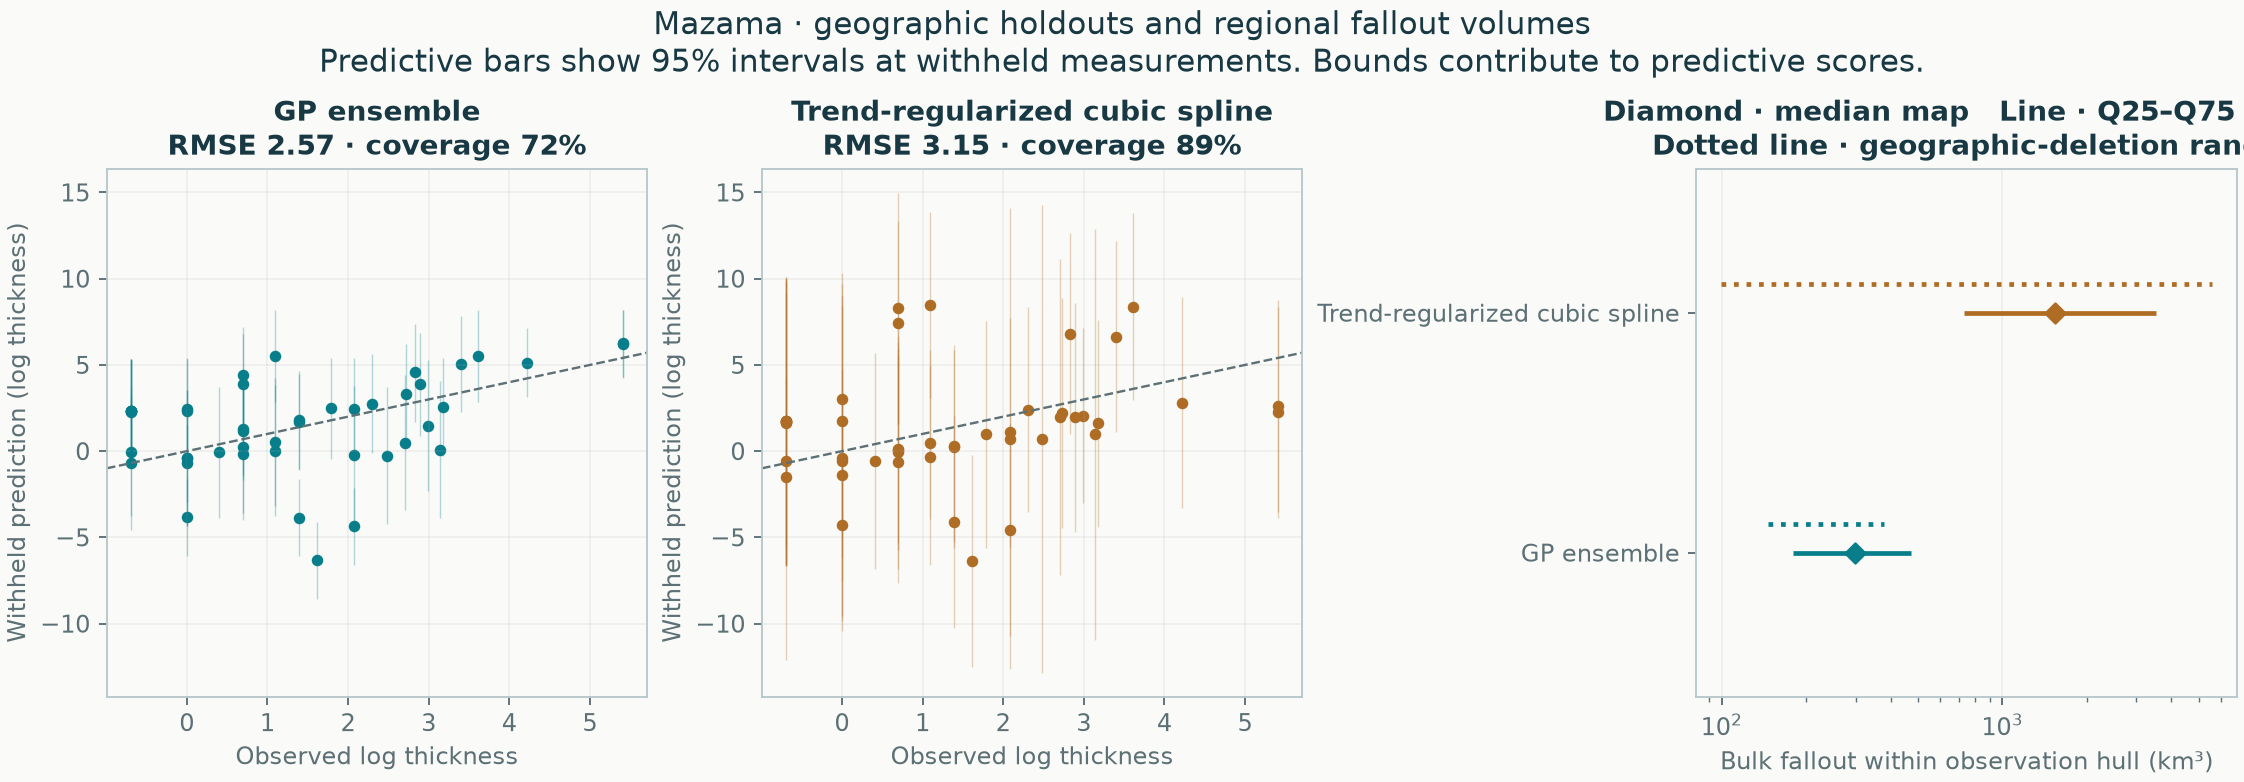 Mazama · geographic holdouts and regional fallout volumes
Predictive bars show 95% intervals at withheld measurements. Bounds contribute to predictive scores.
GP ensemble
RMSE 2.57 · coverage 72%
Withheld prediction (log thickness)
15
10
5
0
−5
−10
0 1 2 3 4 5
Observed log thickness
Trend-regularized cubic spline
RMSE 3.15 · coverage 89%
Withheld prediction (log thickness)
15
10
5
0
−5
−10
0 1 2 3 4 5
Observed log thickness
Diamond · median map Line · Q25–Q75
Dotted line · geographic-deletion
Trend-regularized cubic spline
GP ensemble
10² 10³
Bulk fallout within observation hull (km³)